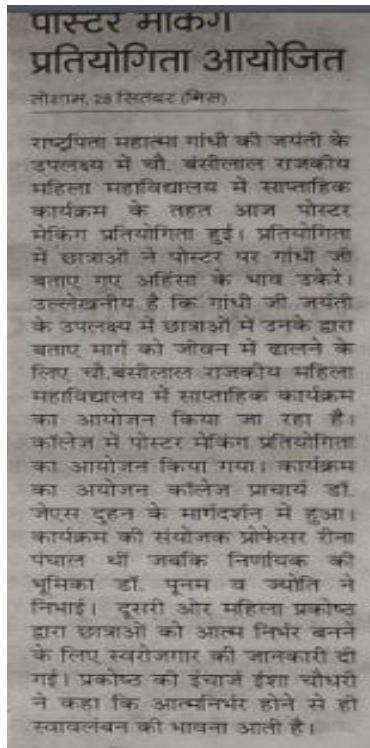 पोस्टर मेकिंग
प्रतियोगिता आयोजित
तोशाम, 28 सितंबर (निस)
राष्ट्रपिता महात्मा गांधी की जयंती के
उपलक्ष्य में चौ. बंसीलाल राजकीय
महिला महाविद्यालय में साप्ताहिक
कार्यक्रम के तहत आज पोस्टर
मेकिंग प्रतियोगिता हुई। प्रतियोगिता
में छात्राओं ने पोस्टर पर गांधी जी
बताए गए अहिंसा के भाव उकेरे।
उल्लेखनीय है कि गांधी जी जयंती
के उपलक्ष्य में छात्राओं में उनके द्वारा
बताए मार्ग को जीवन में ढालने के
लिए चौ.बंसीलाल राजकीय महिला
महाविद्यालय में साप्ताहिक कार्यक्रम
का आयोजन किया जा रहा है।
कॉलेज में पोस्टर मेकिंग प्रतियोगिता
का आयोजन किया गया। कार्यक्रम
का अयोजन कॉलेज प्राचार्य डॉ.
जेएस दुहन के मार्गदर्शन में हुआ।
कार्यक्रम की संयोजक प्रोफेसर रीना
पंघाल थीं जबकि निर्णायक की
भूमिका डॉ. पूनम व ज्योति ने
निभाई। दूसरी ओर महिला प्रकोष्ठ
द्वारा छात्राओं को आत्म निर्भर बनने
के लिए स्वरोजगार की जानकारी दी
गई। प्रकोष्ठ की इंचार्ज ईशा चौधरी
ने कहा कि आत्मनिर्भर होने से ही
स्वावलंबन की भावना आती है।